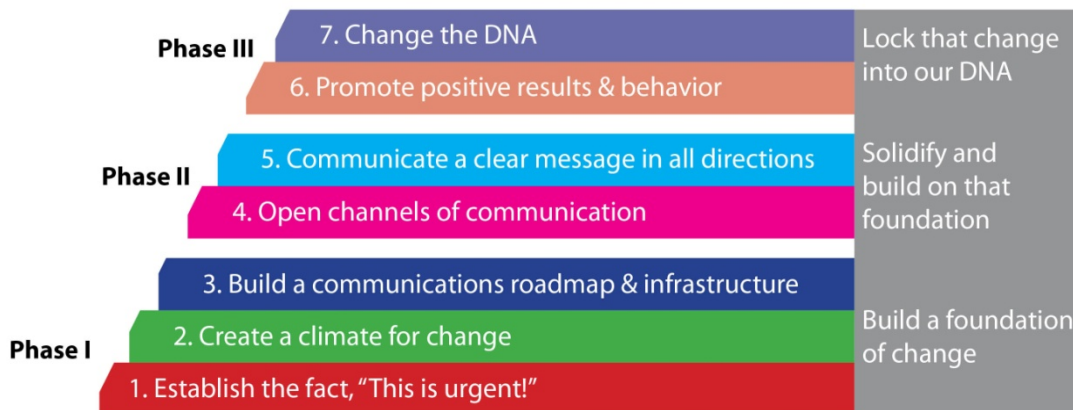 Phase III
7. Change the DNA
6. Promote positive results & behavior
Lock that change
into our DNA
Phase II
5. Communicate a clear message in all directions
4. Open channels of communication
Solidify and
build on that
foundation
Phase I
3. Build a communications roadmap & infrastructure
2. Create a climate for change
1. Establish the fact, “This is urgent!”
Build a foundation
of change